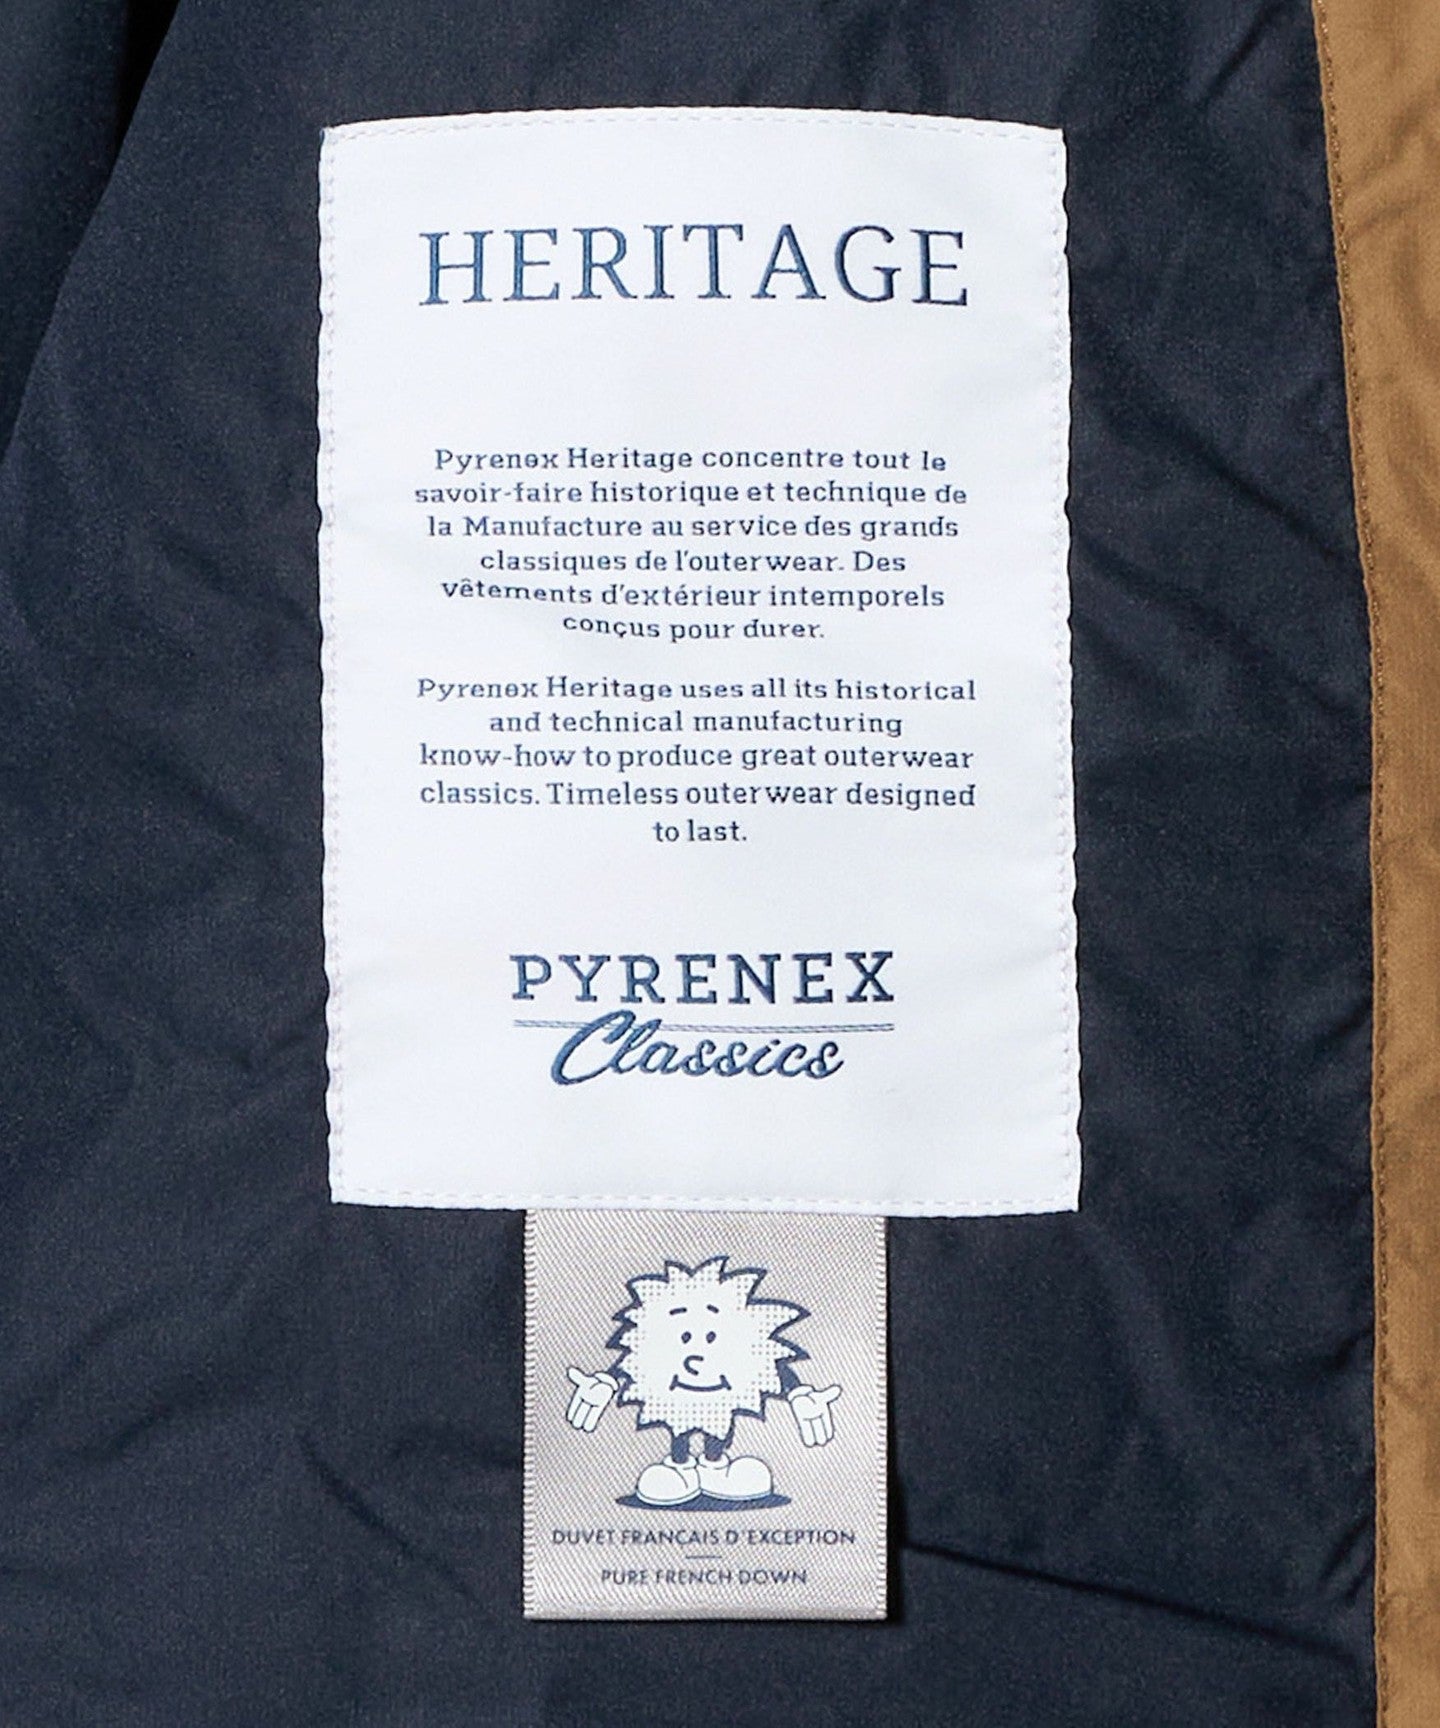 HERITAGE
Pyrenex Heritage concentre tout le
savoir-faire historique et technique de
la Manufacture au service des grands
classiques de l'outerwear. Des
vêtements d'extérieur intemporels
conçus pour durer.
Pyrenex Heritage uses all its historical
and technical manufacturing
know-how to produce great outerwear
classics. Timeless outerwear designed
to last.
PYRENEX
Classics
DUVET FRANÇAIS D'EXCEPTION
PURE FRENCH DOWN